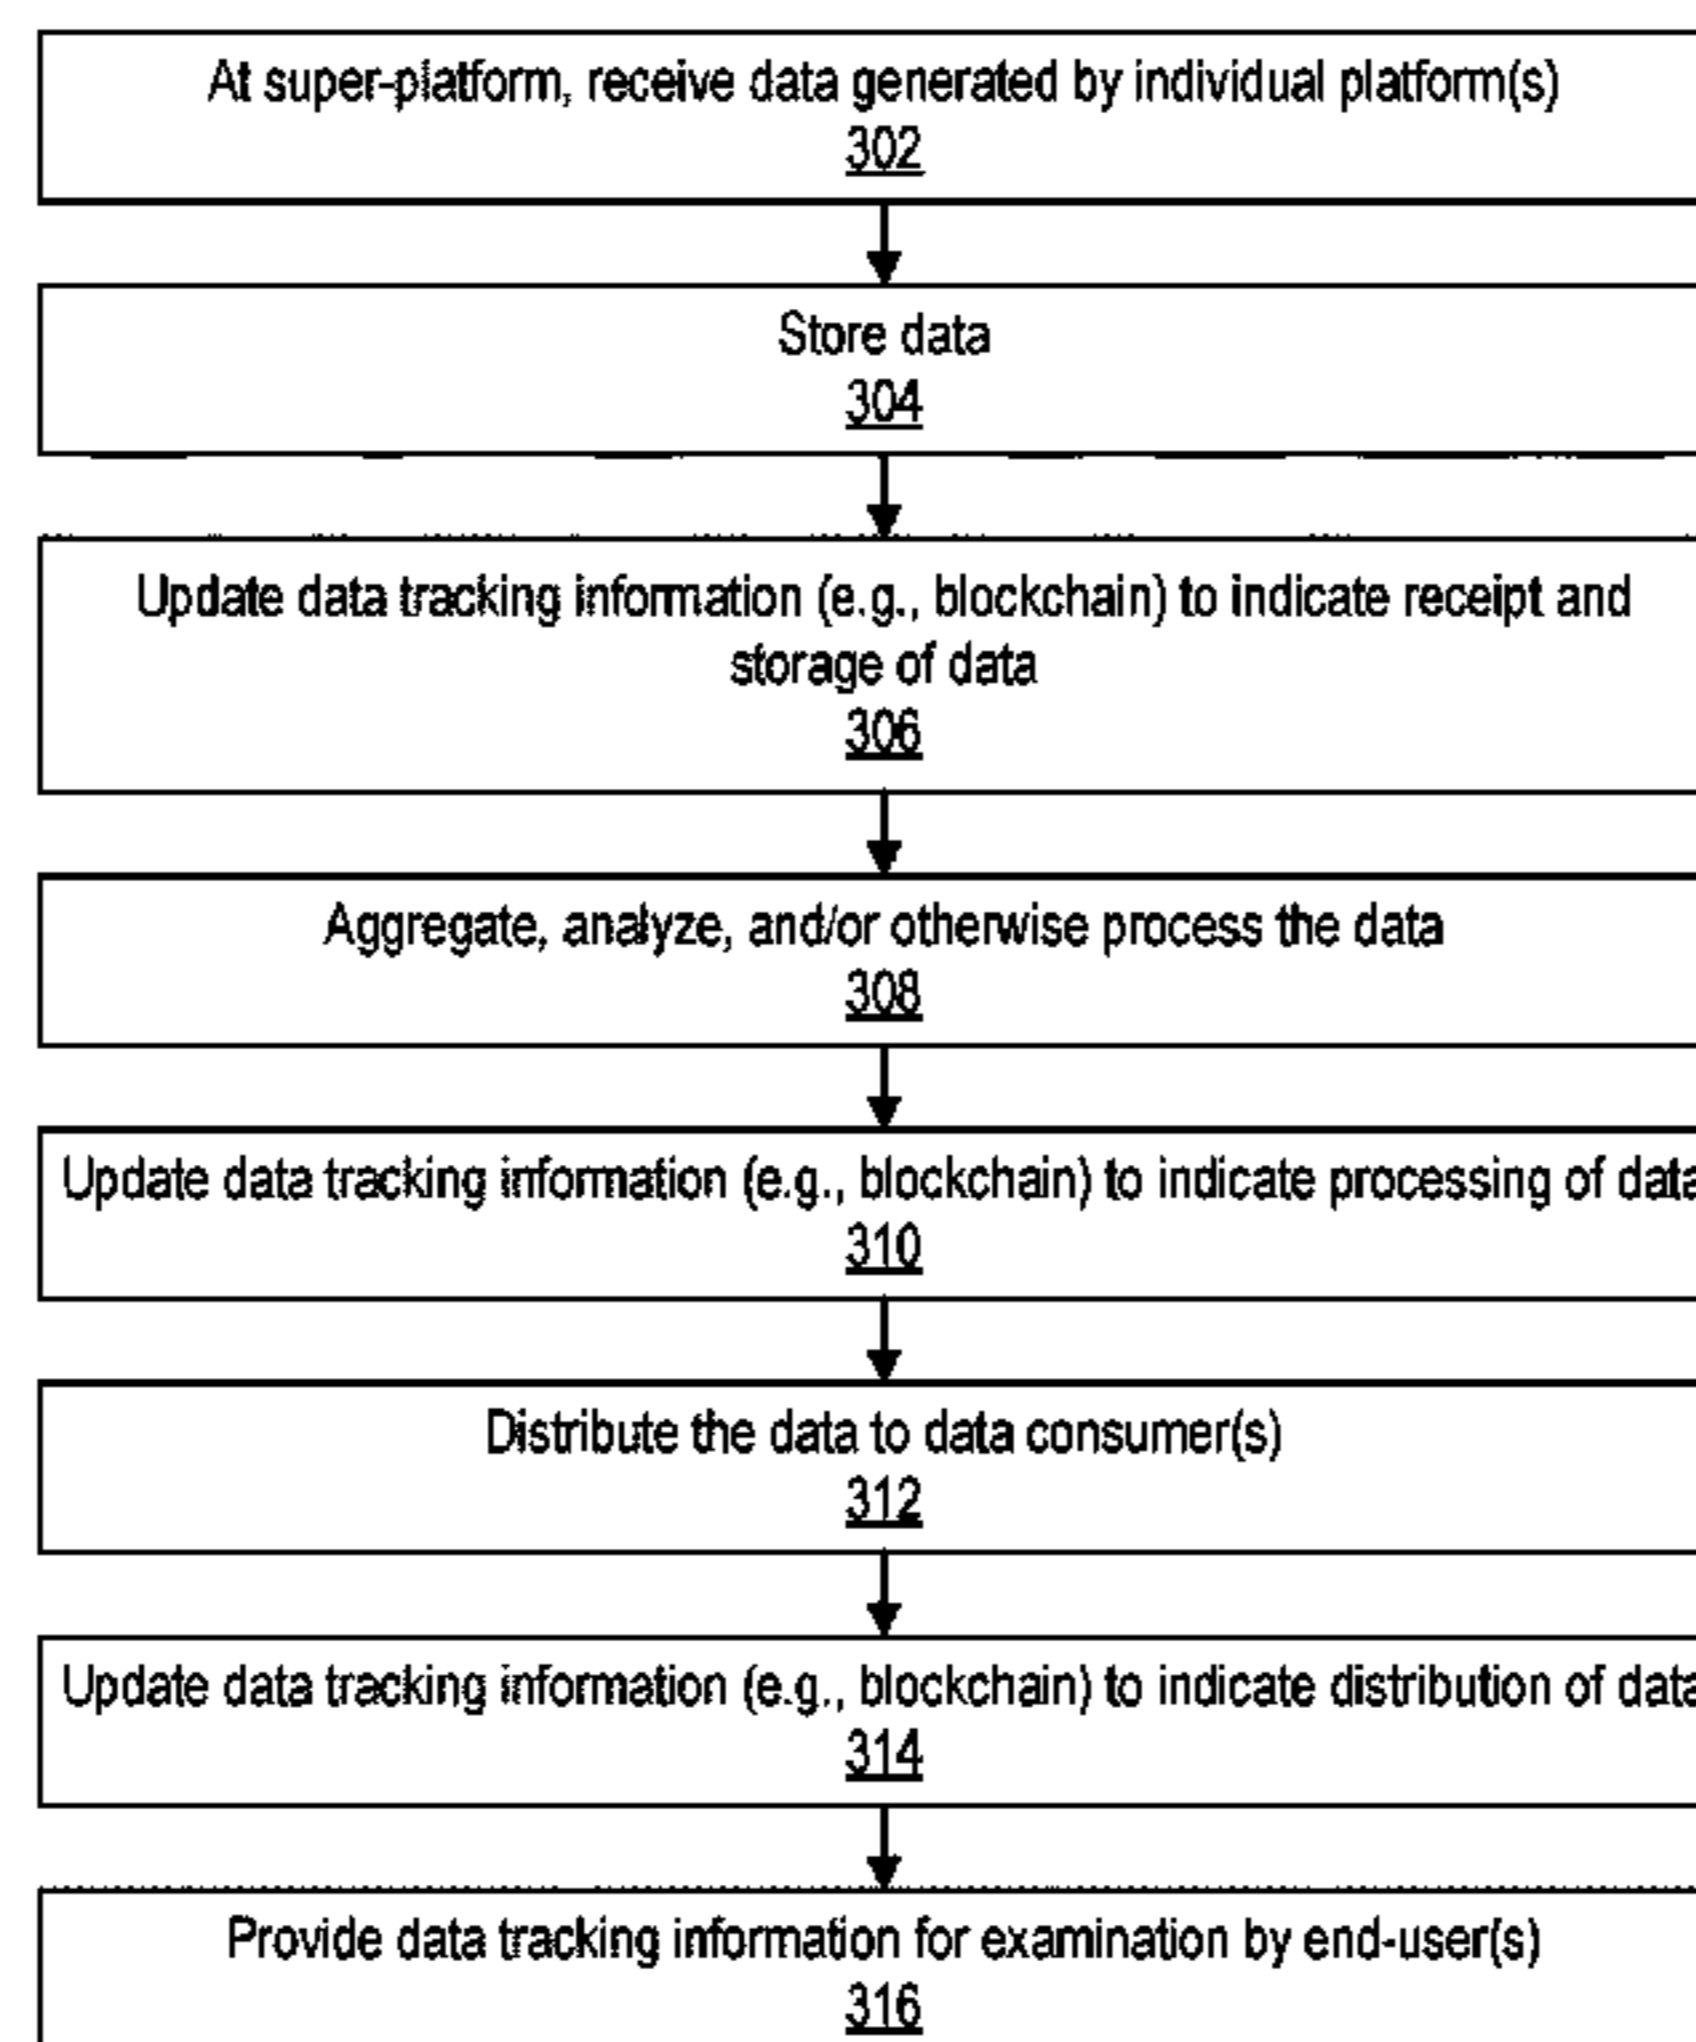 At super-platform, receive data generated by individual platform(s)
302
Store data
304
Update data tracking information (e.g., blockchain) to indicate receipt and
storage of data
306
Aggregate, analyze, and/or otherwise process the data
308
Update data tracking information (e.g., blockchain) to indicate processing of data
310
Distribute the data to data consumer(s)
312
Update data tracking information (e.g., blockchain) to indicate distribution of data
314
Provide data tracking information for examination by end-user(s)
316